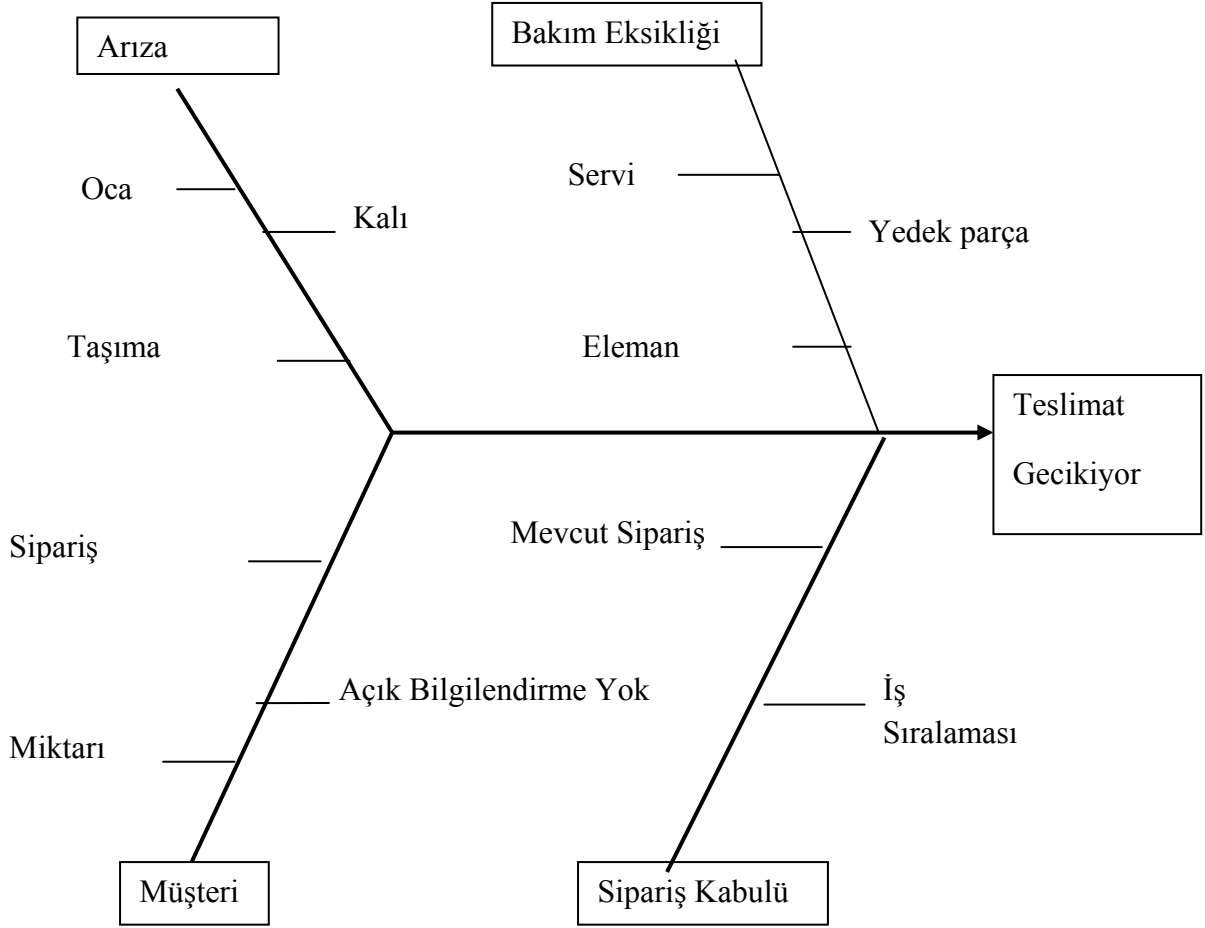 Arıza
Bakım Eksikliği
Oca
Kalı
Servi
Yedek parça
Taşıma
Eleman
Teslimat
Gecikiyor
Sipariş
Mevcut Sipariş
Açık Bilgilendirme Yok
İş
Sıralaması
Miktarı
Müşteri
Sipariş Kabulü